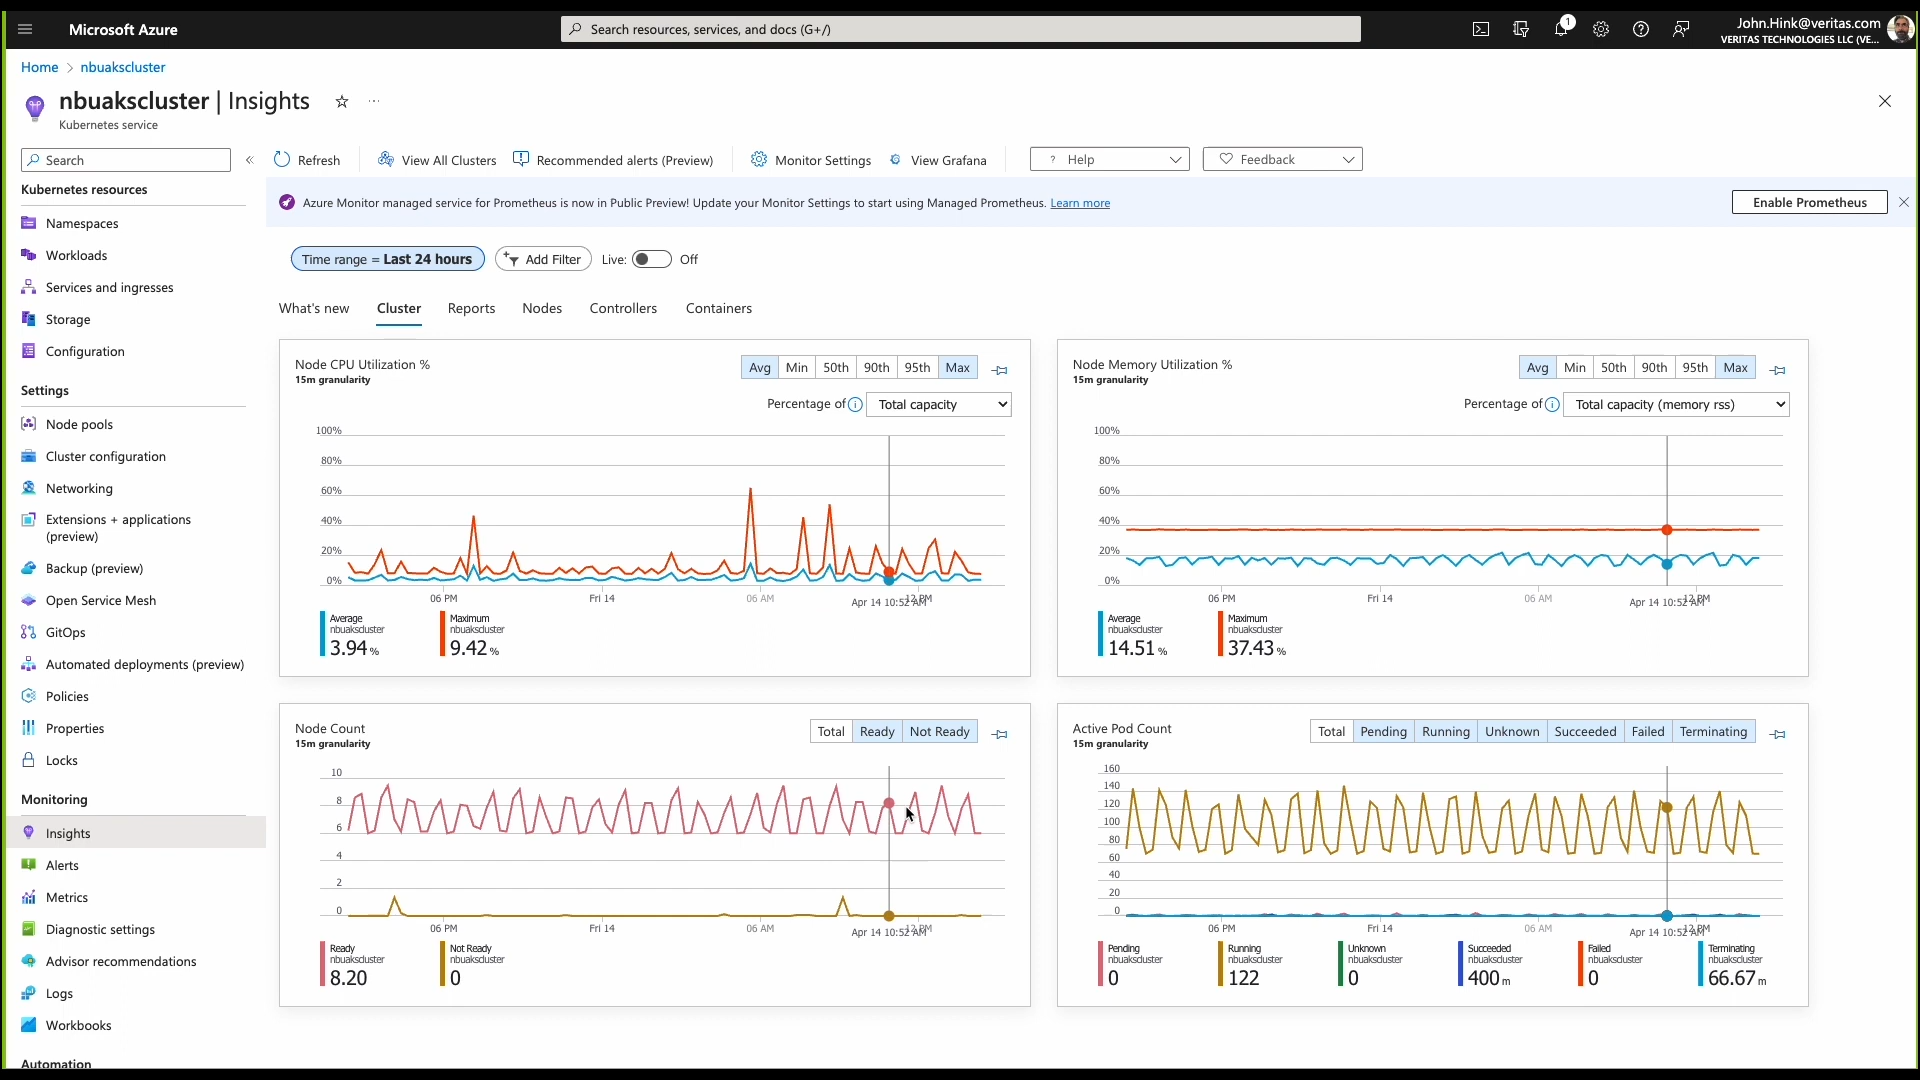 Microsoft Azure
Search resources, services, and docs (G+/)
1
John.Hink@veritas.com
VERITAS TECHNOLOGIES LLC (VE...
Home > nbuakscluster
nbuakscluster | Insights
Kubernetes service
Search
Refresh
View All Clusters
Recommended alerts (Preview)
Monitor Settings
View Grafana
? Help
Feedback
Kubernetes resources
Namespaces
Workloads
Services and ingresses
Storage
Configuration
Settings
Node pools
Cluster configuration
Networking
Extensions + applications
(preview)
Backup (preview)
Open Service Mesh
GitOps
Automated deployments (preview)
Policies
Properties
Locks
Monitoring
Insights
Alerts
Metrics
Diagnostic settings
Advisor recommendations
Logs
Workbooks
Automation
Azure Monitor managed service for Prometheus is now in Public Preview! Update your Monitor Settings to start using Managed Prometheus. Learn more
Enable Prometheus
Time range = Last 24 hours
Add Filter
Live: Off
What's new Cluster Reports Nodes Controllers Containers
Node CPU Utilization %
15m granularity
Avg Min 50th 90th 95th Max
Percentage of Total capacity
100%
80%
60%
40%
20%
0%
06 PM Fri 14 06 AM 12 PM
Apr 14 10:52 AM
Average
nbuakscluster
3.94 %
Maximum
nbuakscluster
9.42 %
Node Memory Utilization %
15m granularity
Avg Min 50th 90th 95th Max
Percentage of Total capacity (memory rss)
100%
80%
60%
40%
20%
0%
06 PM Fri 14 06 AM 12 PM
Apr 14 10:52 AM
Average
nbuakscluster
14.51 %
Maximum
nbuakscluster
37.43 %
Node Count
15m granularity
Total Ready Not Ready
10
8
6
4
2
0
06 PM Fri 14 06 AM 12 PM
Apr 14 10:52 AM
Ready
nbuakscluster
8.20
Not Ready
nbuakscluster
0
Active Pod Count
15m granularity
Total Pending Running Unknown Succeeded Failed Terminating
160
140
120
100
80
60
40
20
0
06 PM Fri 14 06 AM 12 PM
Apr 14 10:52 AM
Pending
nbuakscluster
0
Running
nbuakscluster
122
Unknown
nbuakscluster
0
Succeeded
nbuakscluster
400 m
Failed
nbuakscluster
0
Terminating
nbuakscluster
66.67 m